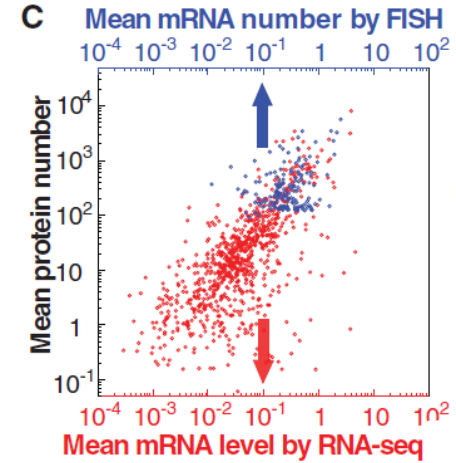 C
Mean mRNA number by FISH
10⁻⁴ 10⁻³ 10⁻² 10⁻¹ 1 10 10²
Mean protein number
10⁴
10³
10²
10
1
10⁻¹
10⁻⁴ 10⁻³ 10⁻² 10⁻¹ 1 10 10²
Mean mRNA level by RNA-seq